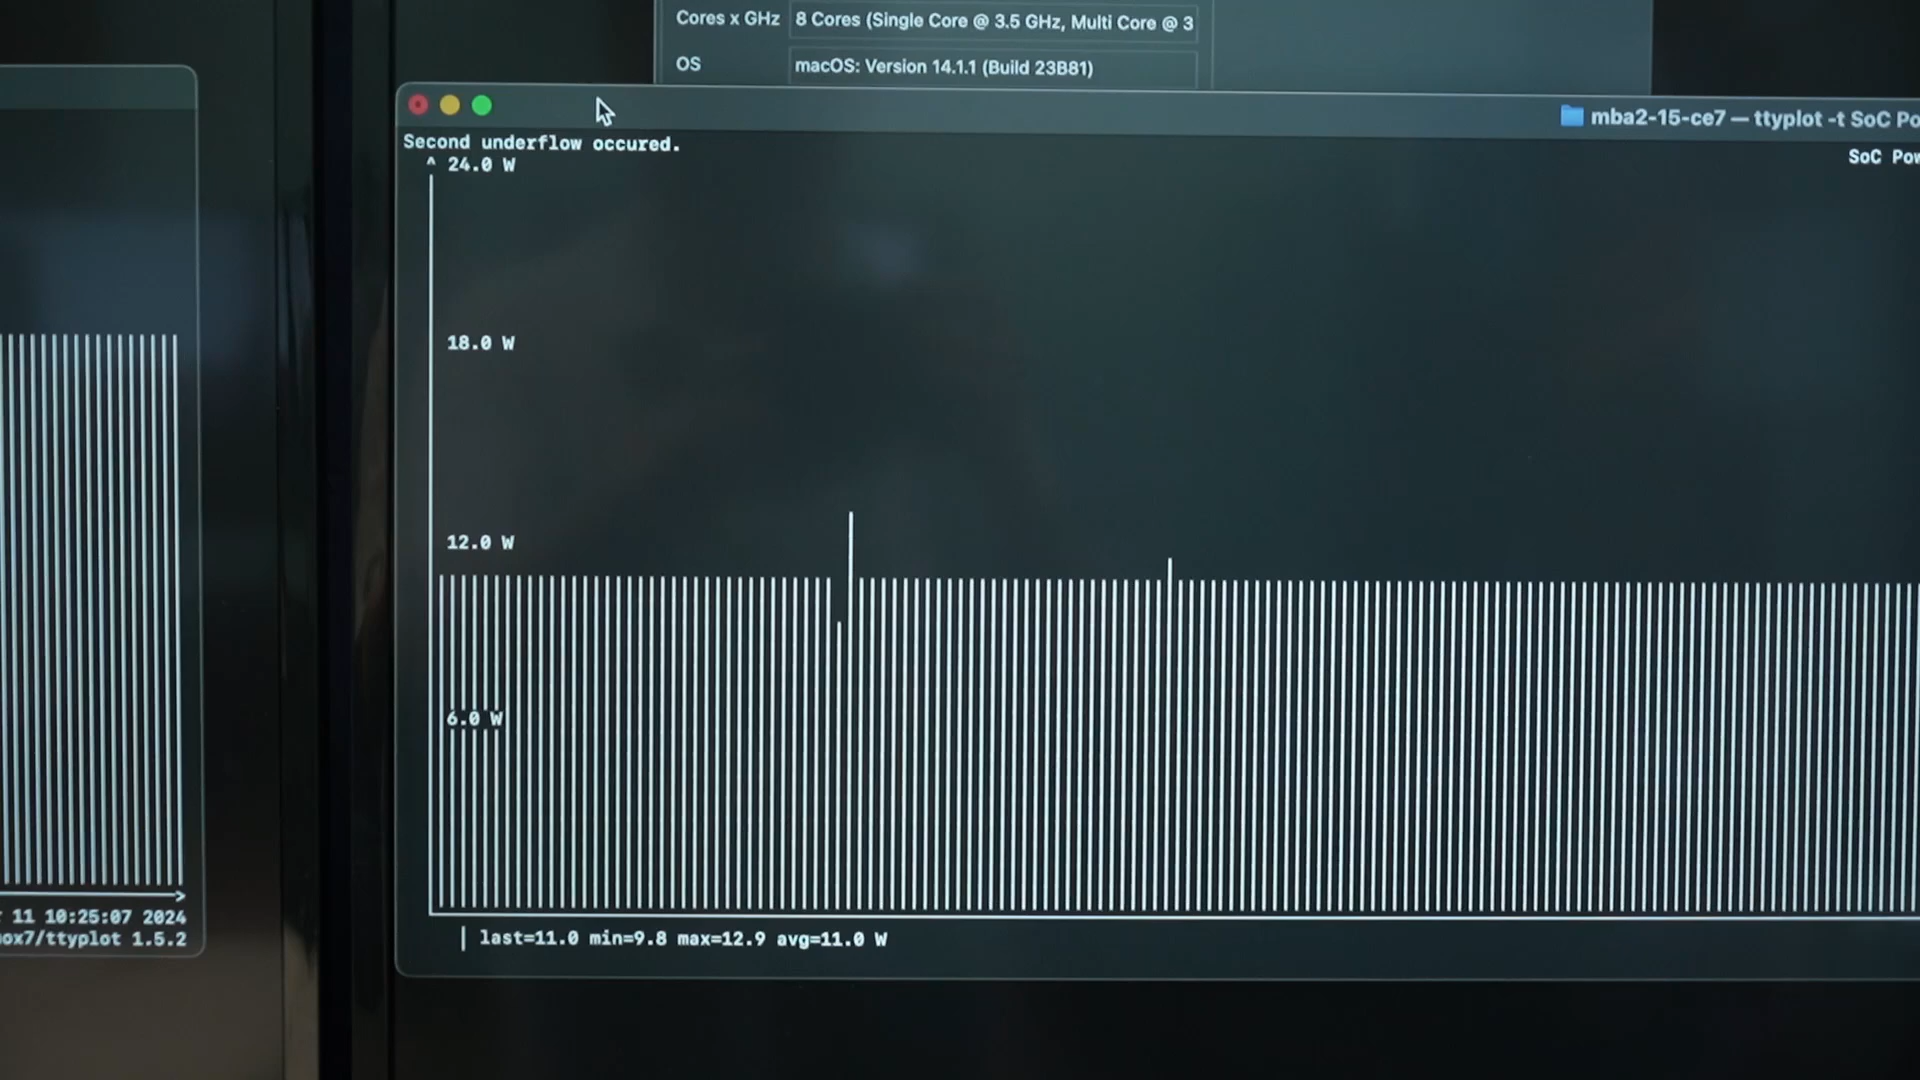 Cores x GHz 8 Cores (Single Core @ 3.5 GHz, Multi Core @ 3
OS macOS: Version 14.1.1 (Build 23B81)
mba2-15-ce7 — ttyplot -t SoC Po
Second underflow occured.
SoC Pow
^ 24.0 W
18.0 W
12.0 W
6.0 W
| last=11.0 min=9.8 max=12.9 avg=11.0 W
11 10:25:07 2024
ox7/ttyplot 1.5.2